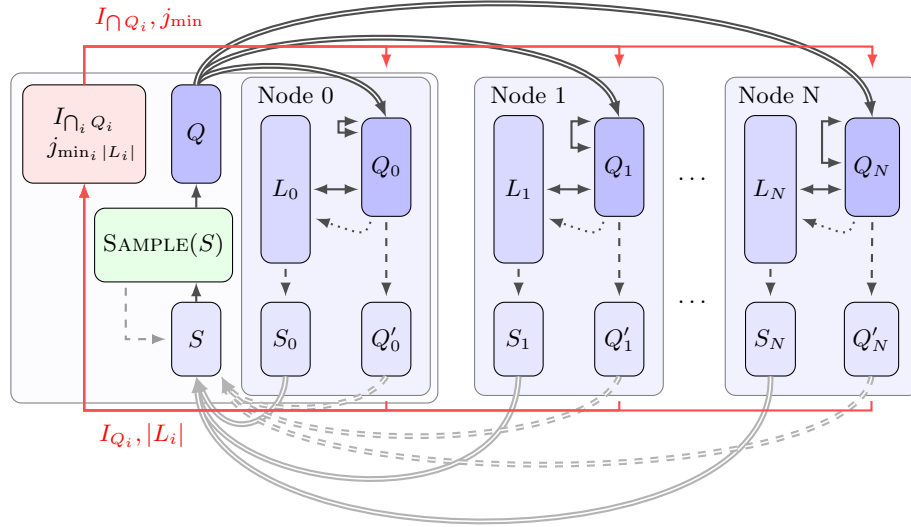 I_{⋂ Q_i}, j_min
Node 0
Node 1
Node N
I_{⋂_i Q_i}
j_{min_i |L_i|}
Q
L_0
Q_0
L_1
Q_1
...
L_N
Q_N
SAMPLE(S)
S
S_0
Q'_0
S_1
Q'_1
...
S_N
Q'_N
I_{Q_i}, |L_i|